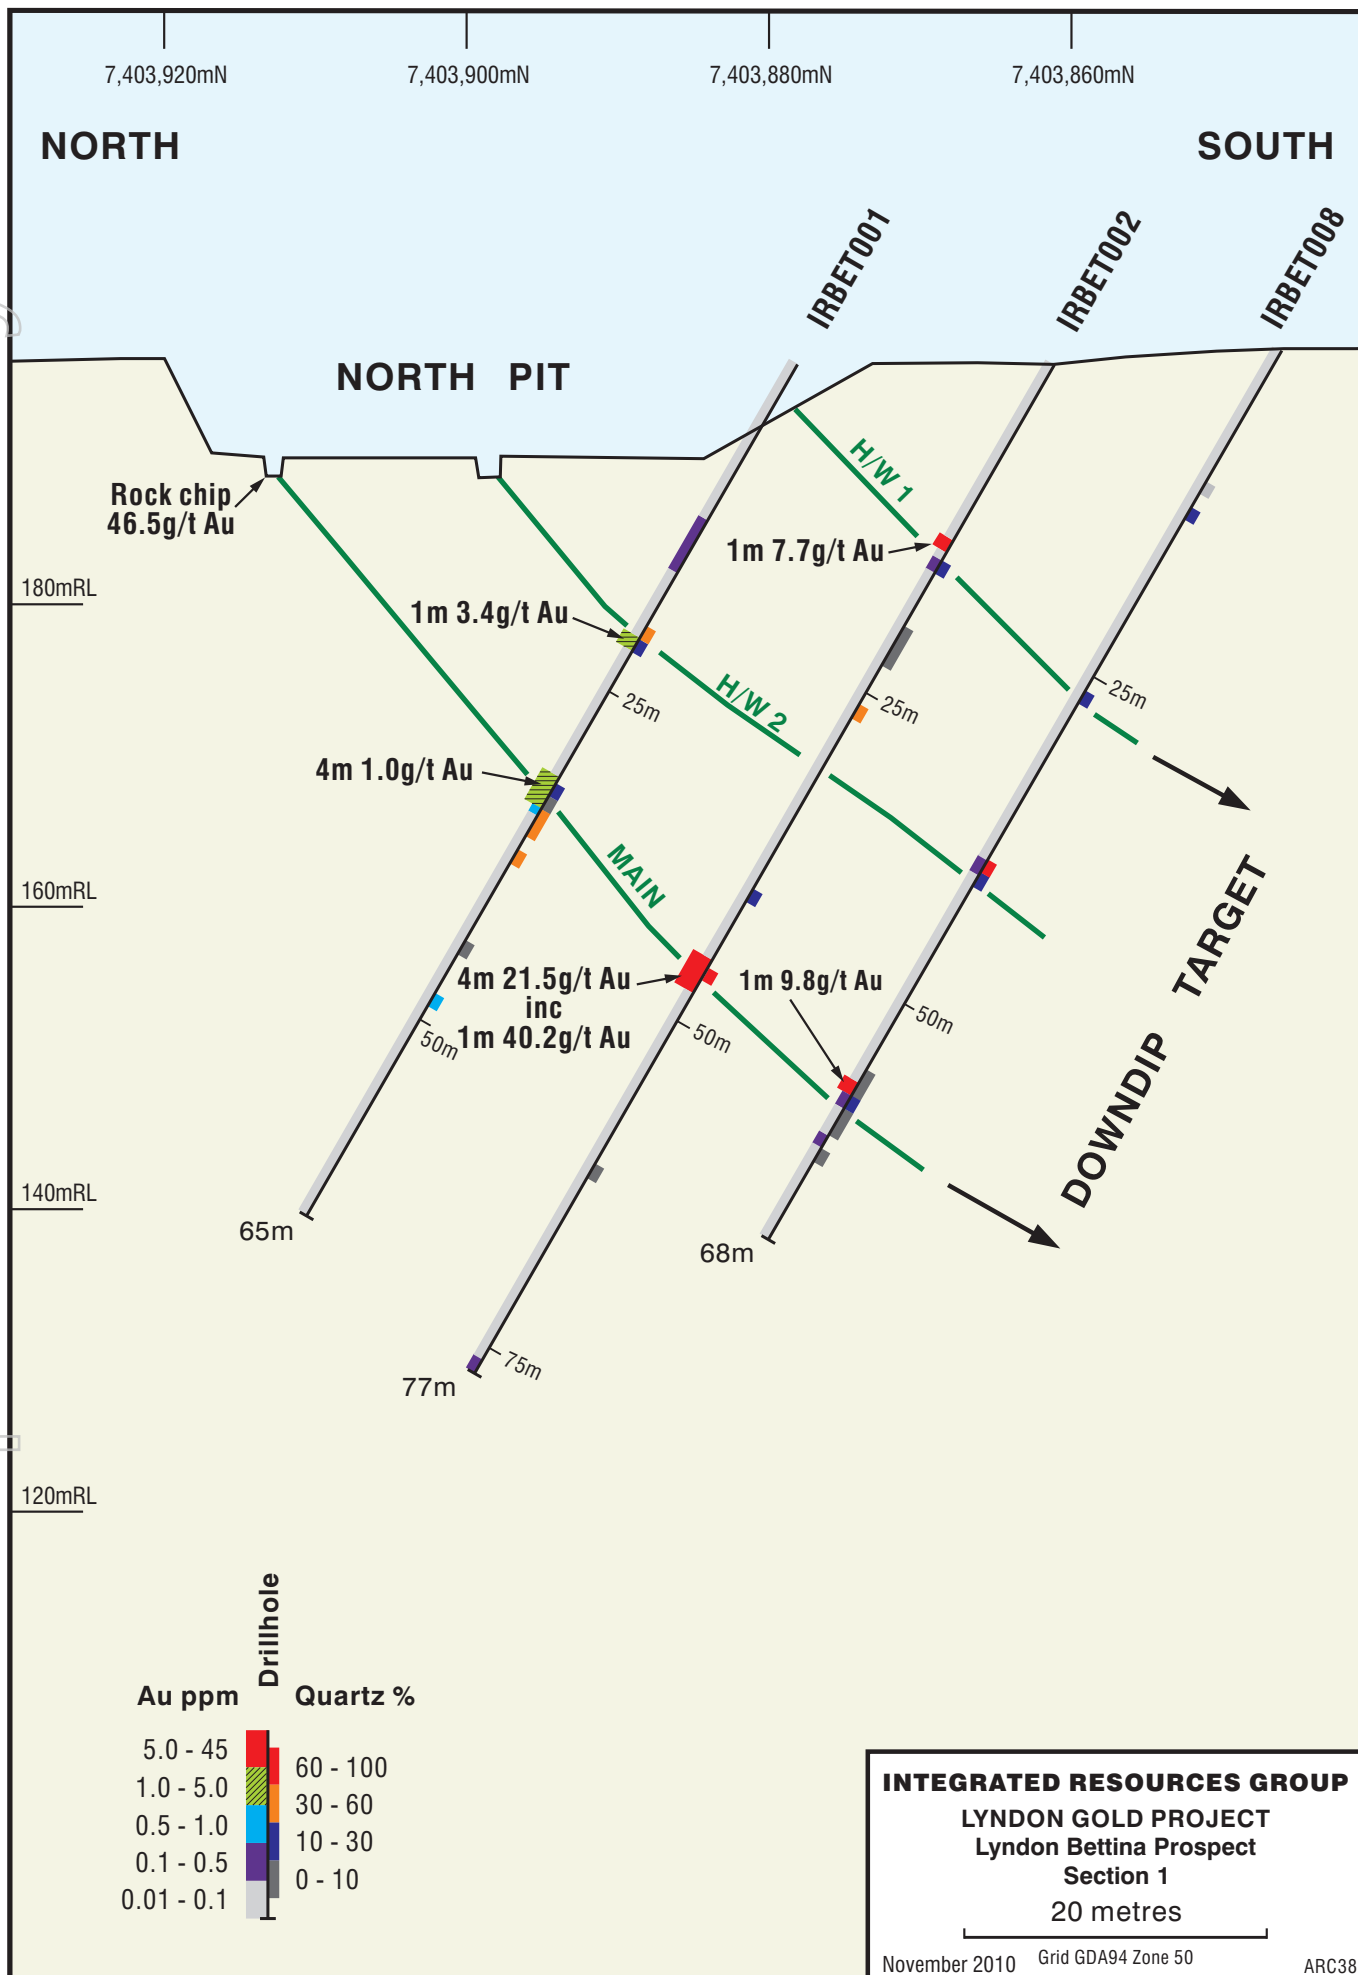 7,403,920mN
7,403,900mN
7,403,880mN
7,403,860mN
NORTH
SOUTH
IRBET001
IRBET002
IRBET008
NORTH PIT
H/W 1
Rock chip
46.5g/t Au
1m 7.7g/t Au
180mRL
1m 3.4g/t Au
H/W 2
25m
25m
25m
4m 1.0g/t Au
MAIN
160mRL
DOWNDIP TARGET
4m 21.5g/t Au
inc
1m 40.2g/t Au
1m 9.8g/t Au
50m
50m
50m
140mRL
65m
68m
75m
77m
120mRL
Drillhole
Au ppm
Quartz %
5.0 - 45
1.0 - 5.0
0.5 - 1.0
0.1 - 0.5
0.01 - 0.1
60 - 100
30 - 60
10 - 30
0 - 10
INTEGRATED RESOURCES GROUP
LYNDON GOLD PROJECT
Lyndon Bettina Prospect
Section 1
20 metres
November 2010
Grid GDA94 Zone 50
ARC38